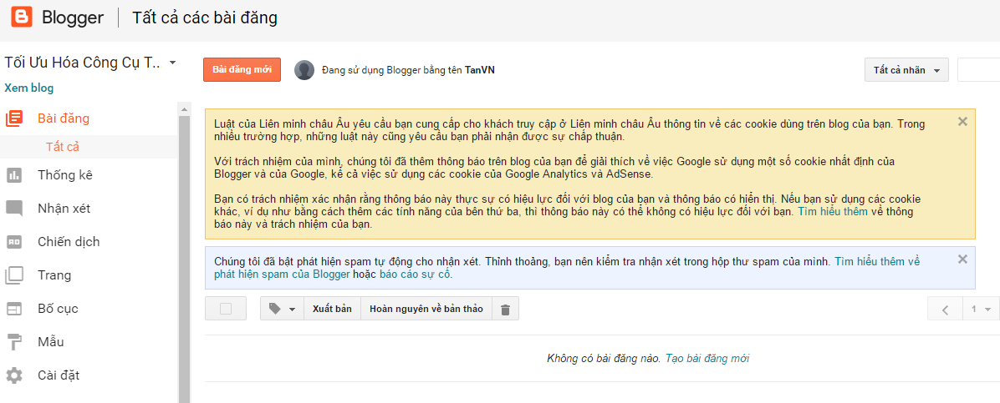 Blogger
Tất cả các bài đăng
Tối Ưu Hóa Công Cụ T..
Xem blog
Bài đăng
Tất cả
Thống kê
Nhận xét
Chiến dịch
Trang
Bố cục
Mẫu
Cài đặt
Bài đăng mới
Đang sử dụng Blogger bằng tên TanVN
Tất cả nhãn
Luật của Liên minh châu Âu yêu cầu bạn cung cấp cho khách truy cập ở Liên minh châu Âu thông tin về các cookie dùng trên blog của bạn. Trong
nhiều trường hợp, những luật này cũng yêu cầu bạn phải nhận được sự chấp thuận.
Với trách nhiệm của mình, chúng tôi đã thêm thông báo trên blog của bạn để giải thích về việc Google sử dụng một số cookie nhất định của
Blogger và của Google, kể cả việc sử dụng các cookie của Google Analytics và AdSense.
Bạn có trách nhiệm xác nhận rằng thông báo này thực sự có hiệu lực đối với blog của bạn và thông báo có hiển thị. Nếu bạn sử dụng các cookie
khác, ví dụ như bằng cách thêm các tính năng của bên thứ ba, thì thông báo này có thể không có hiệu lực đối với bạn. Tìm hiểu thêm về thông
báo này và trách nhiệm của bạn.
Chúng tôi đã bật phát hiện spam tự động cho nhận xét. Thỉnh thoảng, bạn nên kiểm tra nhận xét trong hộp thư spam của mình. Tìm hiểu thêm về
phát hiện spam của Blogger hoặc báo cáo sự cố.
Xuất bản
Hoàn nguyên về bản thảo
1
Không có bài đăng nào. Tạo bài đăng mới